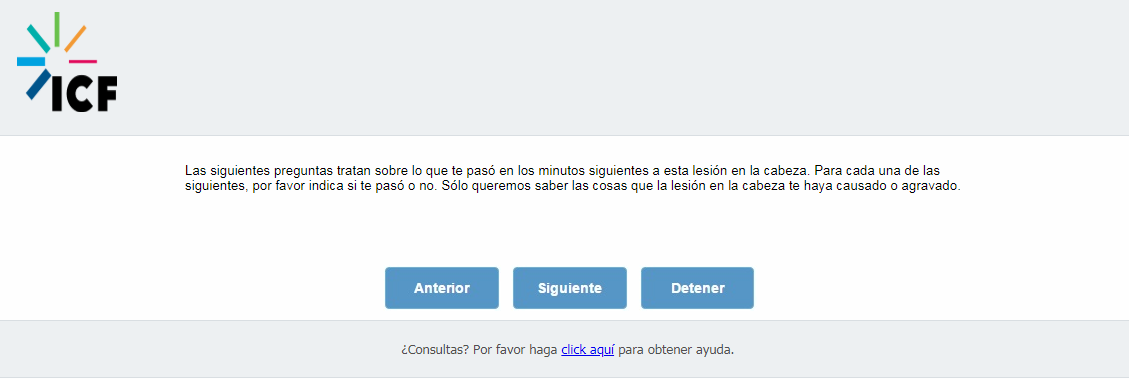 ICF
Las siguientes preguntas tratan sobre lo que te pasó en los minutos siguientes a esta lesión en la cabeza. Para cada una de las
siguientes, por favor indica si te pasó o no. Sólo queremos saber las cosas que la lesión en la cabeza te haya causado o agravado.
Anterior Siguiente Detener
¿Consultas? Por favor haga click aquí para obtener ayuda.